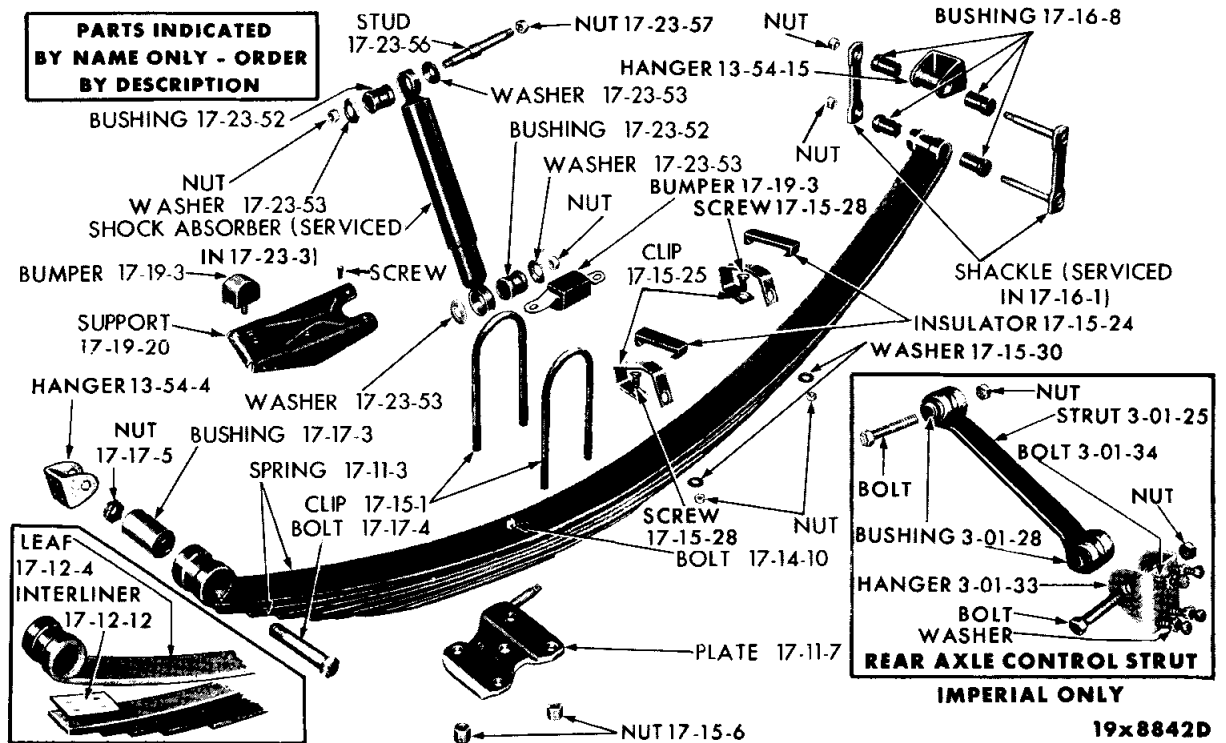 PARTS INDICATED
BY NAME ONLY - ORDER
BY DESCRIPTION
STUD
17-23-56
NUT 17-23-57
NUT
BUSHING 17-16-8
HANGER 13-54-15
WASHER 17-23-53
BUSHING 17-23-52
BUSHING 17-23-52
WASHER 17-23-53
NUT
NUT
WASHER 17-23-53
SHOCK ABSORBER (SERVICED
IN 17-23-3)
BUMPER 17-19-3
NUT
SCREW 17-15-28
CLIP
17-15-25
BUMPER 17-19-3
SCREW
SUPPORT
17-19-20
SHACKLE (SERVICED
IN 17-16-1)
INSULATOR 17-15-24
WASHER 17-15-30
HANGER 13-54-4
WASHER 17-23-53
NUT
17-17-5
BUSHING 17-17-3
SPRING 17-11-3
CLIP 17-15-1
BOLT 17-17-4
SCREW
17-15-28
NUT
BOLT 17-14-10
LEAF
17-12-4
INTERLINER
17-12-12
PLATE 17-11-7
NUT 17-15-6
NUT
STRUT 3-01-25
BOLT 3-01-34
BOLT
NUT
BUSHING 3-01-28
HANGER 3-01-33
BOLT
WASHER
REAR AXLE CONTROL STRUT
IMPERIAL ONLY
19x8842D